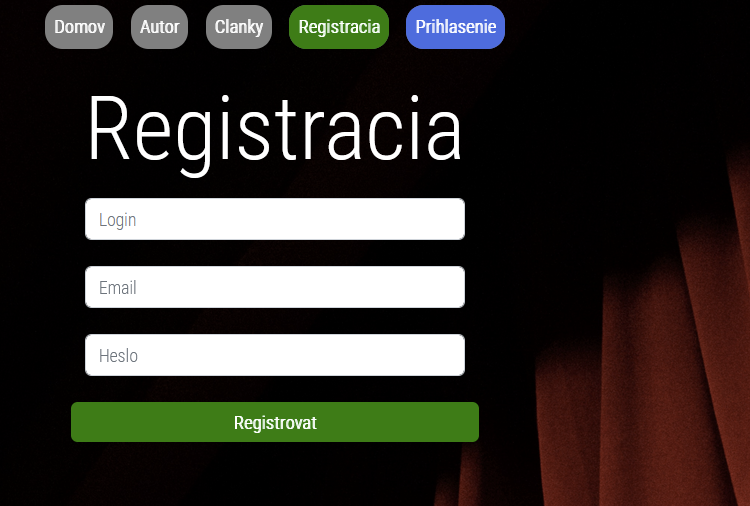 Domov Autor Clanky Registracia Prihlasenie
Registracia
Login
Email
Heslo
Registrovat